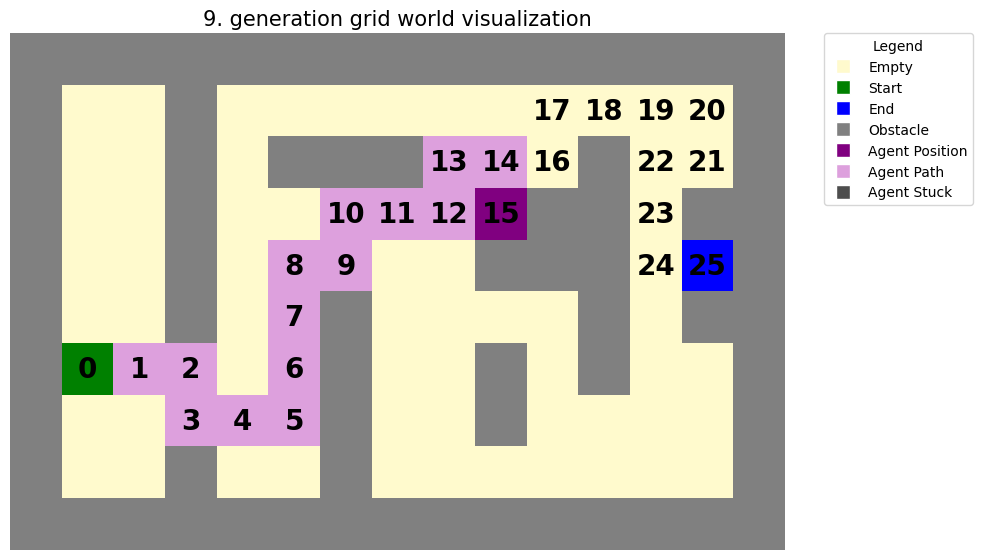 9. generation grid world visualization
17 18 19 20
13 14 16 22 21
10 11 12 15 23
8 9 24 25
7
0 1 2 6
3 4 5
Legend
Empty
Start
End
Obstacle
Agent Position
Agent Path
Agent Stuck